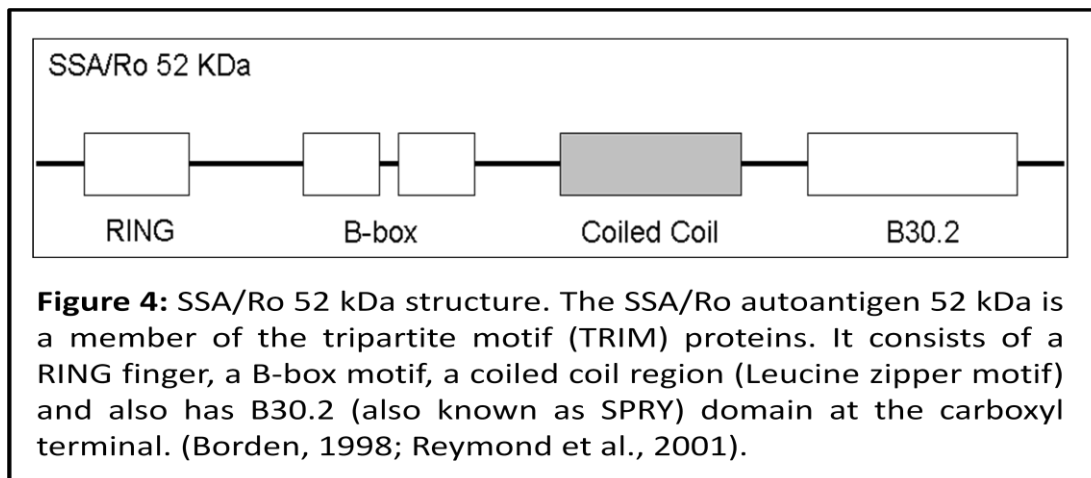 SSA/Ro 52 KDa
RING B-box Coiled Coil B30.2
Figure 4: SSA/Ro 52 kDa structure. The SSA/Ro autoantigen 52 kDa is
a member of the tripartite motif (TRIM) proteins. It consists of a
RING finger, a B-box motif, a coiled coil region (Leucine zipper motif)
and also has B30.2 (also known as SPRY) domain at the carboxyl
terminal. (Borden, 1998; Reymond et al., 2001).